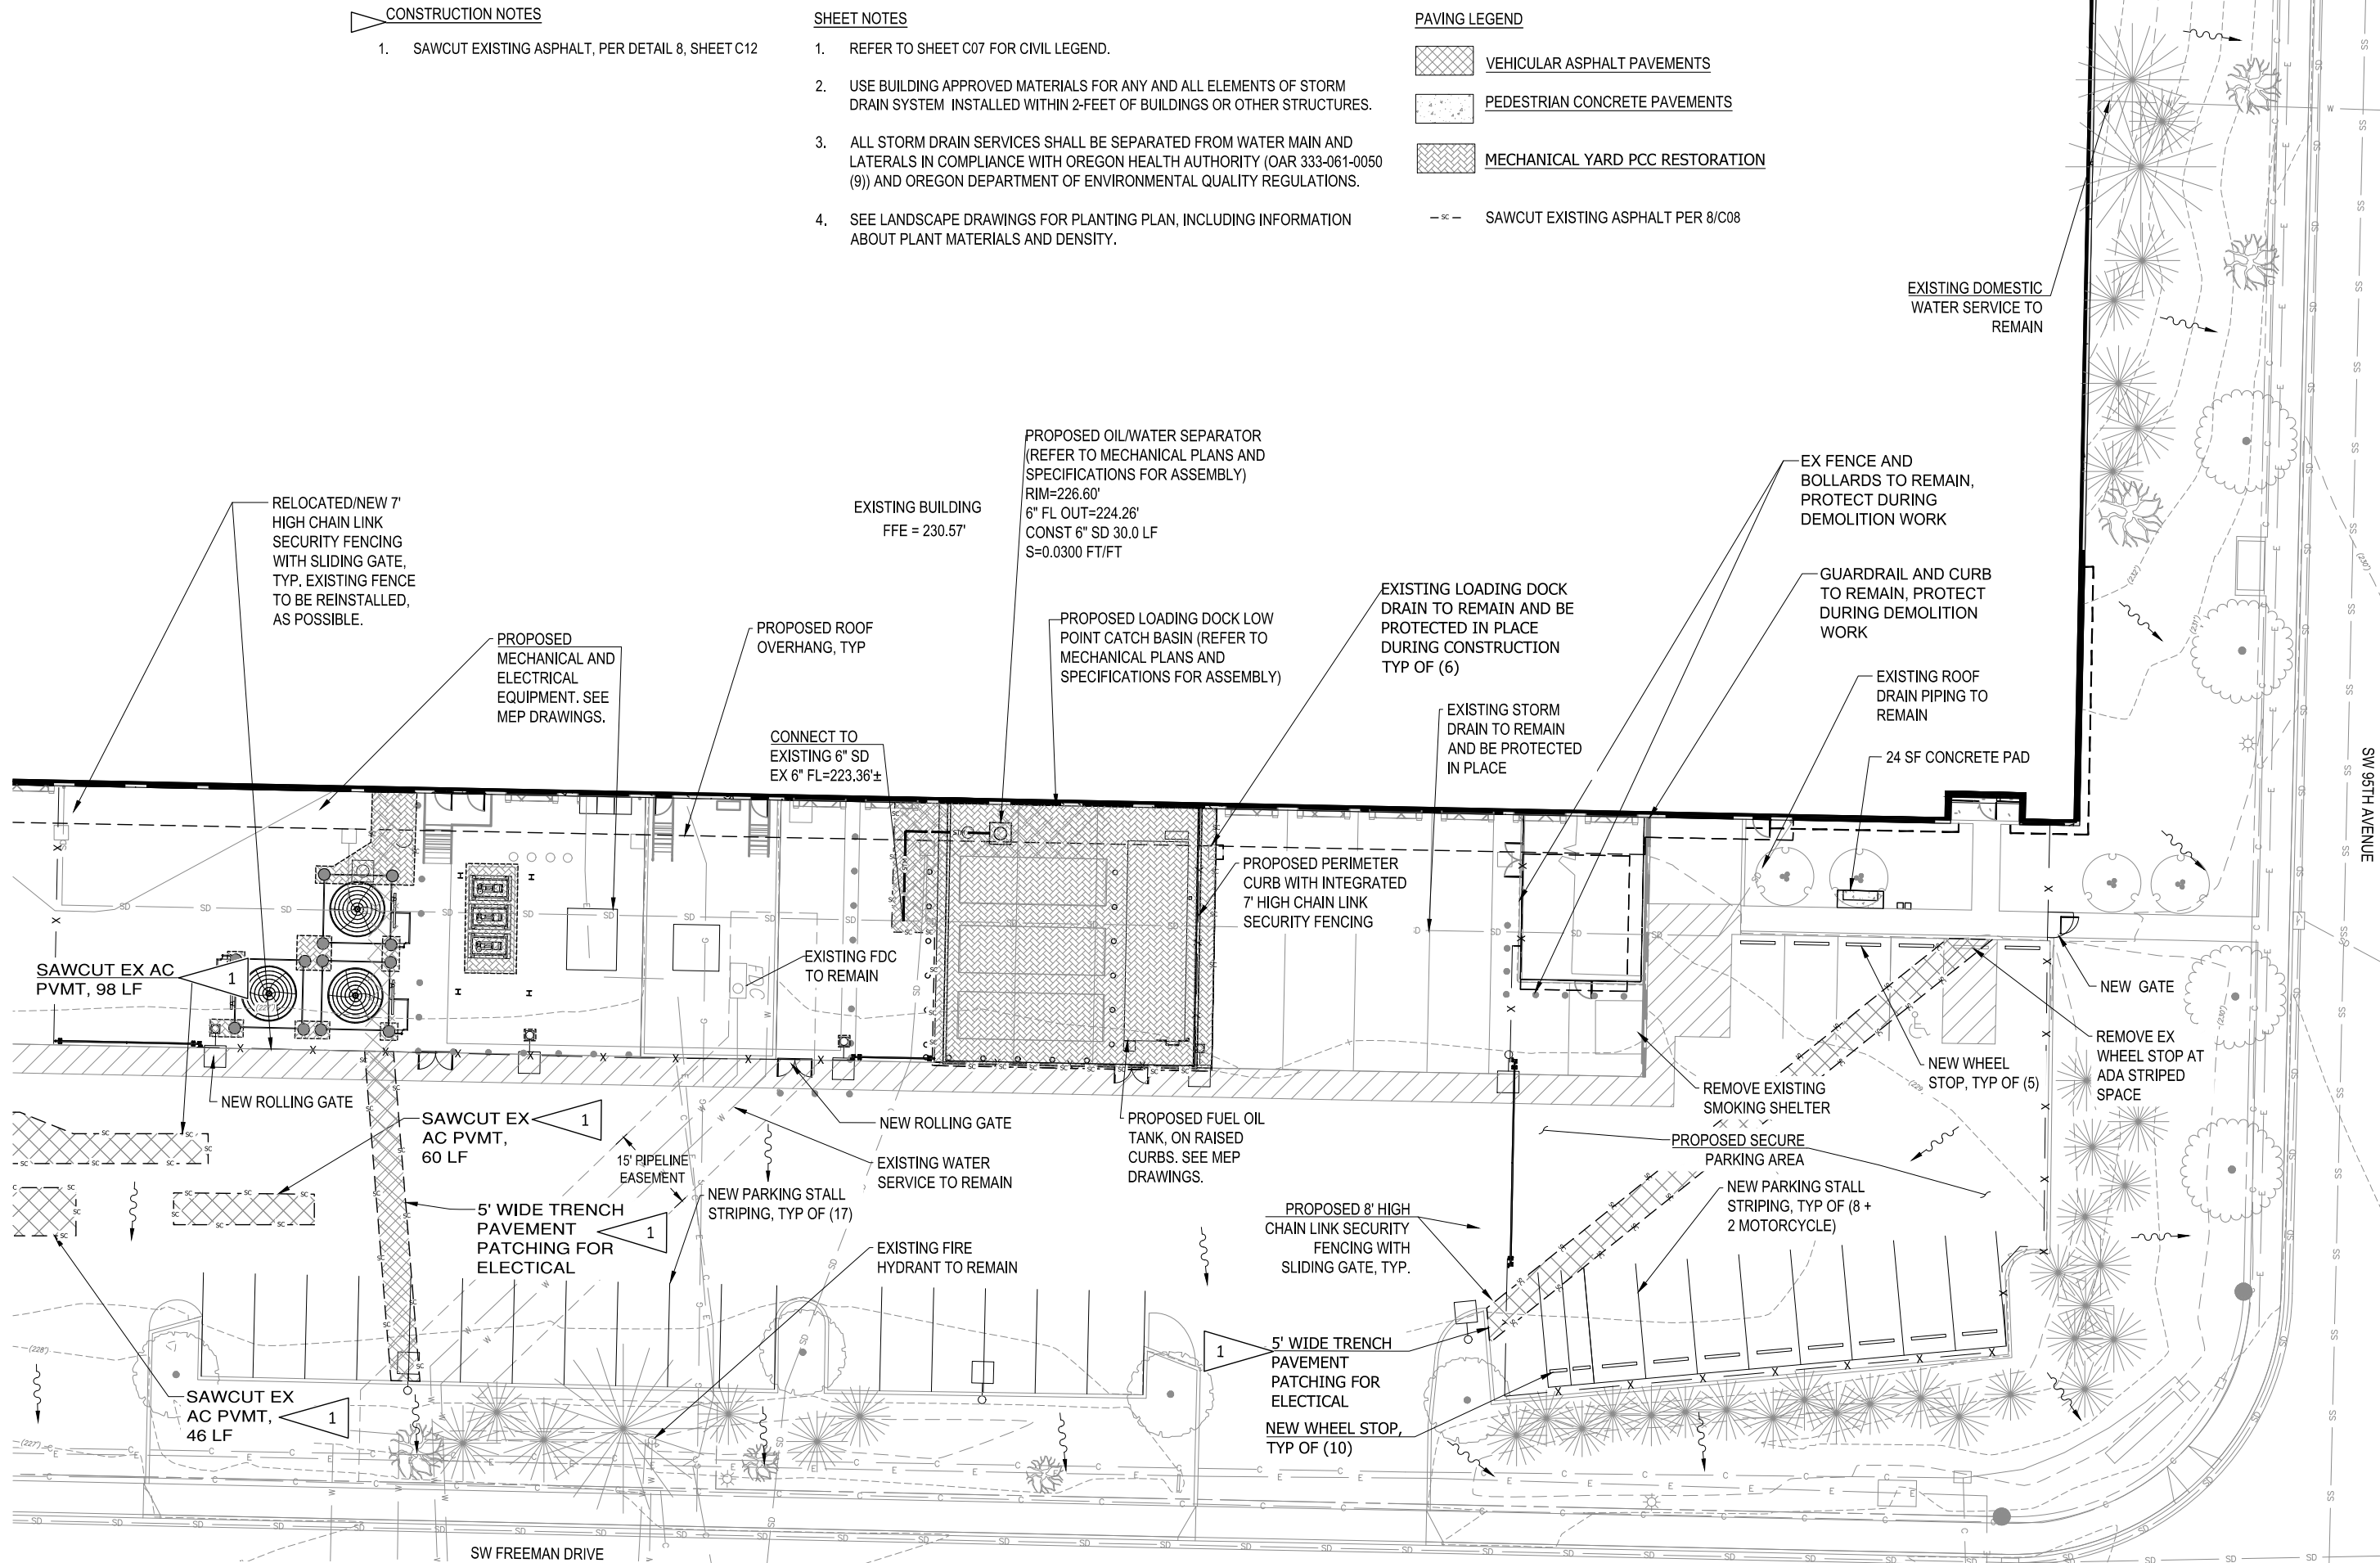 CONSTRUCTION NOTES
1. SAWCUT EXISTING ASPHALT, PER DETAIL 8, SHEET C12
SHEET NOTES
1. REFER TO SHEET C07 FOR CIVIL LEGEND.
2. USE BUILDING APPROVED MATERIALS FOR ANY AND ALL ELEMENTS OF STORM
DRAIN SYSTEM INSTALLED WITHIN 2-FEET OF BUILDINGS OR OTHER STRUCTURES.
3. ALL STORM DRAIN SERVICES SHALL BE SEPARATED FROM WATER MAIN AND
LATERALS IN COMPLIANCE WITH OREGON HEALTH AUTHORITY (OAR 333-061-0050
(9)) AND OREGON DEPARTMENT OF ENVIRONMENTAL QUALITY REGULATIONS.
4. SEE LANDSCAPE DRAWINGS FOR PLANTING PLAN, INCLUDING INFORMATION
ABOUT PLANT MATERIALS AND DENSITY.
PAVING LEGEND
VEHICULAR ASPHALT PAVEMENTS
PEDESTRIAN CONCRETE PAVEMENTS
MECHANICAL YARD PCC RESTORATION
SC SAWCUT EXISTING ASPHALT PER 8/C08
EXISTING DOMESTIC
WATER SERVICE TO
REMAIN
RELOCATED/NEW 7'
HIGH CHAIN LINK
SECURITY FENCING
WITH SLIDING GATE,
TYP. EXISTING FENCE
TO BE REINSTALLED,
AS POSSIBLE.
PROPOSED
MECHANICAL AND
ELECTRICAL
EQUIPMENT. SEE
MEP DRAWINGS.
PROPOSED ROOF
OVERHANG, TYP
EXISTING BUILDING
FFE = 230.57'
PROPOSED OIL/WATER SEPARATOR
(REFER TO MECHANICAL PLANS AND
SPECIFICATIONS FOR ASSEMBLY)
RIM=226.60'
6" FL OUT=224.26'
CONST 6" SD 30.0 LF
S=0.0300 FT/FT
PROPOSED LOADING DOCK LOW
POINT CATCH BASIN (REFER TO
MECHANICAL PLANS AND
SPECIFICATIONS FOR ASSEMBLY)
CONNECT TO
EXISTING 6" SD
EX 6" FL=223.36'±
EXISTING LOADING DOCK
DRAIN TO REMAIN AND BE
PROTECTED IN PLACE
DURING CONSTRUCTION
TYP OF (6)
EXISTING STORM
DRAIN TO REMAIN
AND BE PROTECTED
IN PLACE
EX FENCE AND
BOLLARDS TO REMAIN,
PROTECT DURING
DEMOLITION WORK
GUARDRAIL AND CURB
TO REMAIN, PROTECT
DURING DEMOLITION
WORK
EXISTING ROOF
DRAIN PIPING TO
REMAIN
24 SF CONCRETE PAD
SW 95TH AVENUE
PROPOSED PERIMETER
CURB WITH INTEGRATED
7' HIGH CHAIN LINK
SECURITY FENCING
EXISTING FDC
TO REMAIN
FDC
SAWCUT EX AC
PVMT, 98 LF
1
NEW ROLLING GATE
SAWCUT EX
AC PVMT,
60 LF
1
5' WIDE TRENCH
PAVEMENT
PATCHING FOR
ELECTICAL
1
15' PIPELINE
EASEMENT
NEW PARKING STALL
STRIPING, TYP OF (17)
NEW ROLLING GATE
EXISTING WATER
SERVICE TO REMAIN
EXISTING FIRE
HYDRANT TO REMAIN
PROPOSED FUEL OIL
TANK, ON RAISED
CURBS. SEE MEP
DRAWINGS.
NEW GATE
REMOVE EX
WHEEL STOP AT
ADA STRIPED
SPACE
NEW WHEEL
STOP, TYP OF (5)
REMOVE EXISTING
SMOKING SHELTER
PROPOSED SECURE
PARKING AREA
NEW PARKING STALL
STRIPING, TYP OF (8 +
2 MOTORCYCLE)
PROPOSED 8' HIGH
CHAIN LINK SECURITY
FENCING WITH
SLIDING GATE, TYP.
1
5' WIDE TRENCH
PAVEMENT
PATCHING FOR
ELECTICAL
NEW WHEEL STOP,
TYP OF (10)
SAWCUT EX
AC PVMT,
46 LF
1
(228')
(227')
SW FREEMAN DRIVE